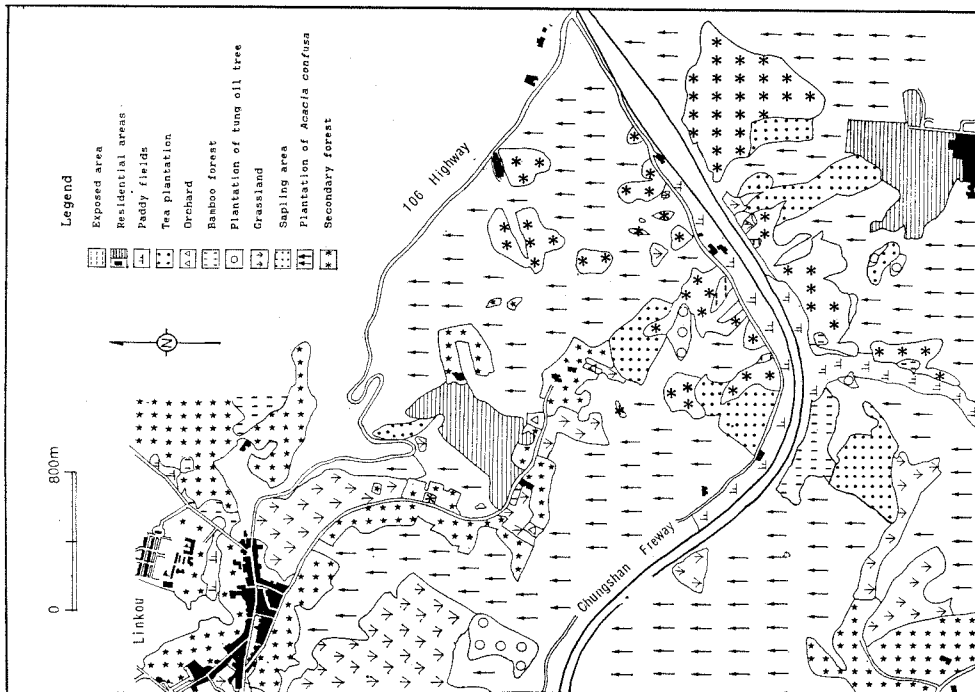 Legend
Exposed area
Residential areas
Paddy fields
Tea plantation
Orchard
Bamboo forest
Plantation of tung oil tree
Grassland
Sapling area
Plantation of Acacia confusa
Secondary forest
N
0 800m
Linkou
106 Highway
Chungshan Freway